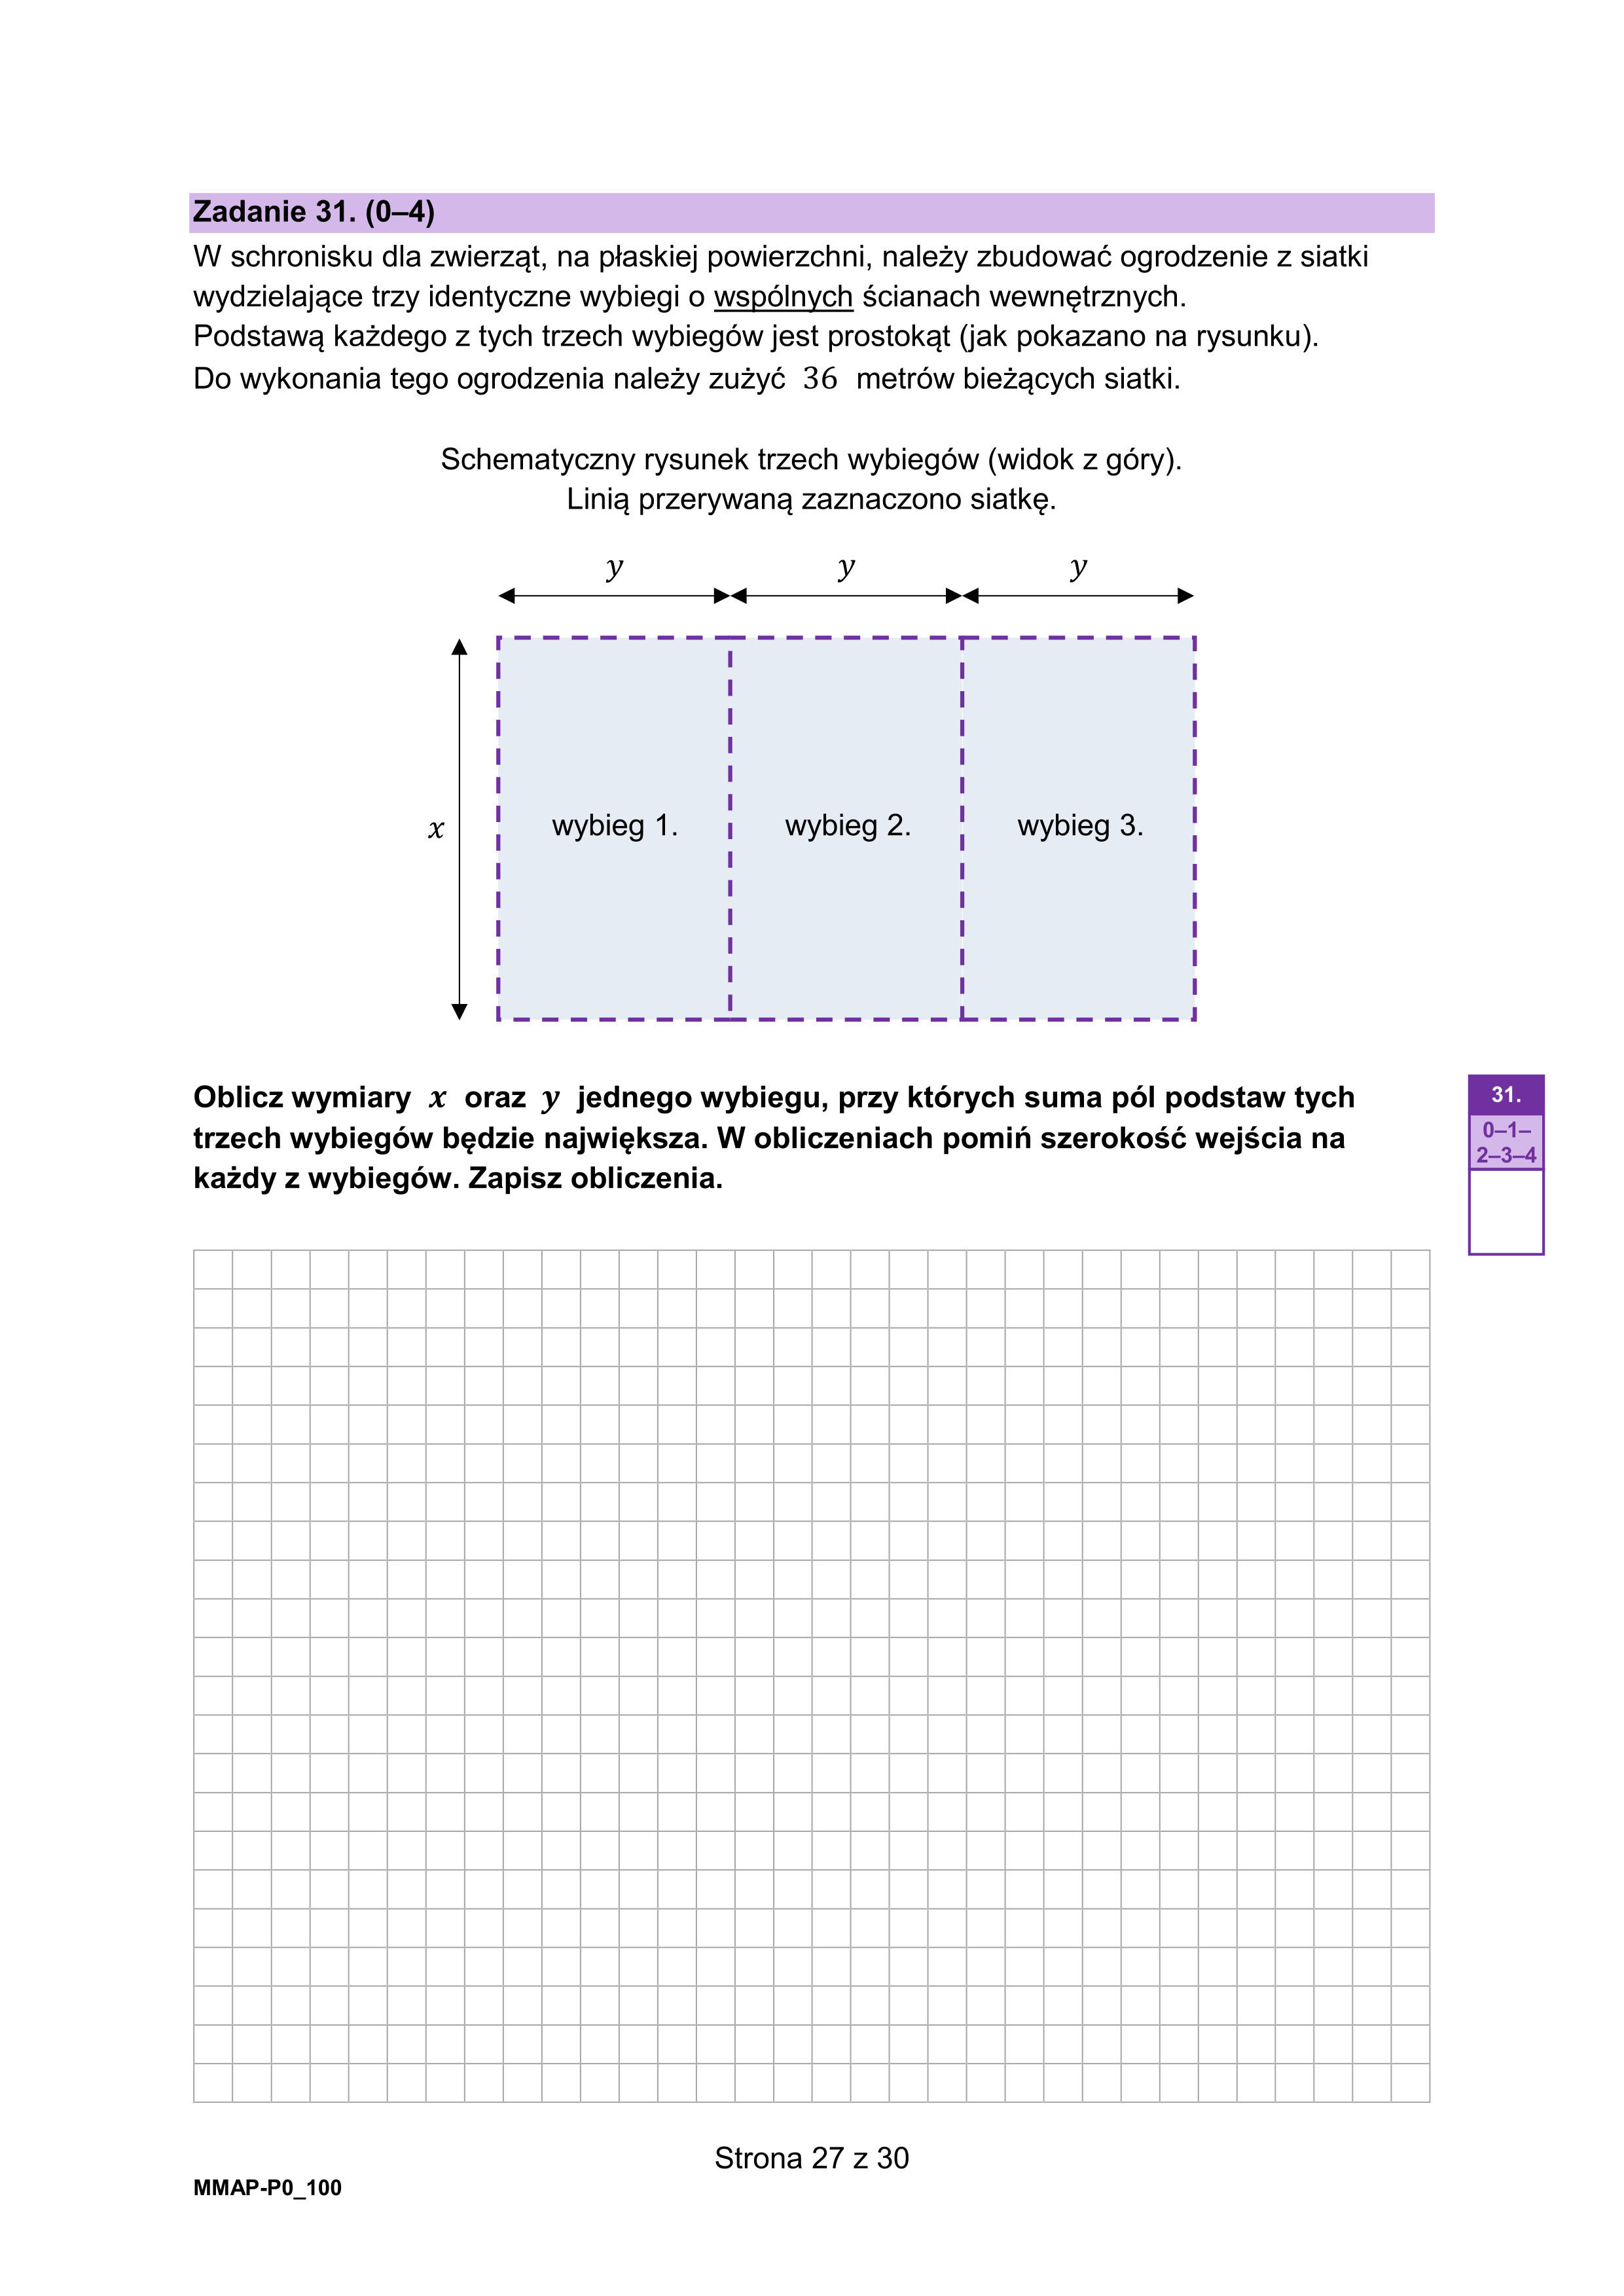 Zadanie 31. (0–4)
W schronisku dla zwierząt, na płaskiej powierzchni, należy zbudować ogrodzenie z siatki
wydzielające trzy identyczne wybiegi o wspólnych ścianach wewnętrznych.
Podstawą każdego z tych trzech wybiegów jest prostokąt (jak pokazano na rysunku).
Do wykonania tego ogrodzenia należy zużyć 36 metrów bieżących siatki.
Schematyczny rysunek trzech wybiegów (widok z góry).
Linią przerywaną zaznaczono siatkę.
y y y
x wybieg 1. wybieg 2. wybieg 3.
Oblicz wymiary x oraz y jednego wybiegu, przy których suma pól podstaw tych
trzech wybiegów będzie największa. W obliczeniach pomiń szerokość wejścia na
każdy z wybiegów. Zapisz obliczenia.
31.
0–1–
2–3–4
Strona 27 z 30
MMAP-P0_100